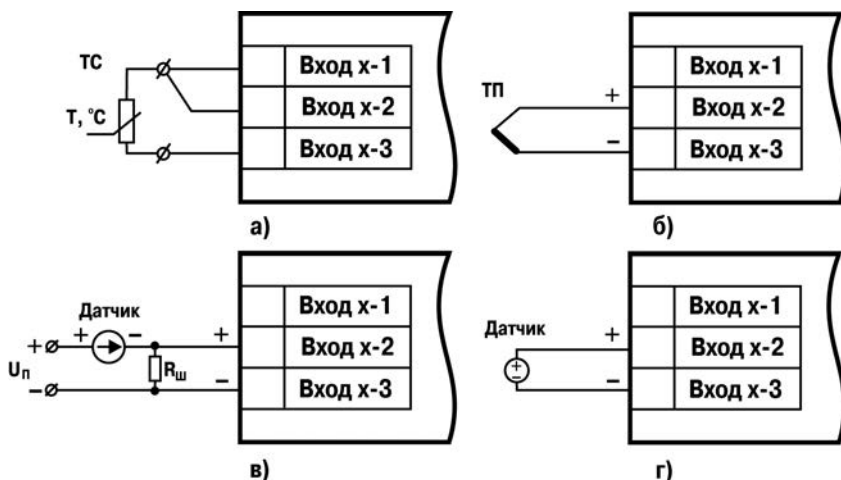 ТС
Т, °С
Вход х-1
Вход х-2
Вход х-3
а)
ТП
+
−
Вход х-1
Вход х-2
Вход х-3
б)
Датчик
+
+ −
+
Uп
−
Rш
−
Вход х-1
Вход х-2
Вход х-3
в)
Датчик
+
+
−
−
Вход х-1
Вход х-2
Вход х-3
г)